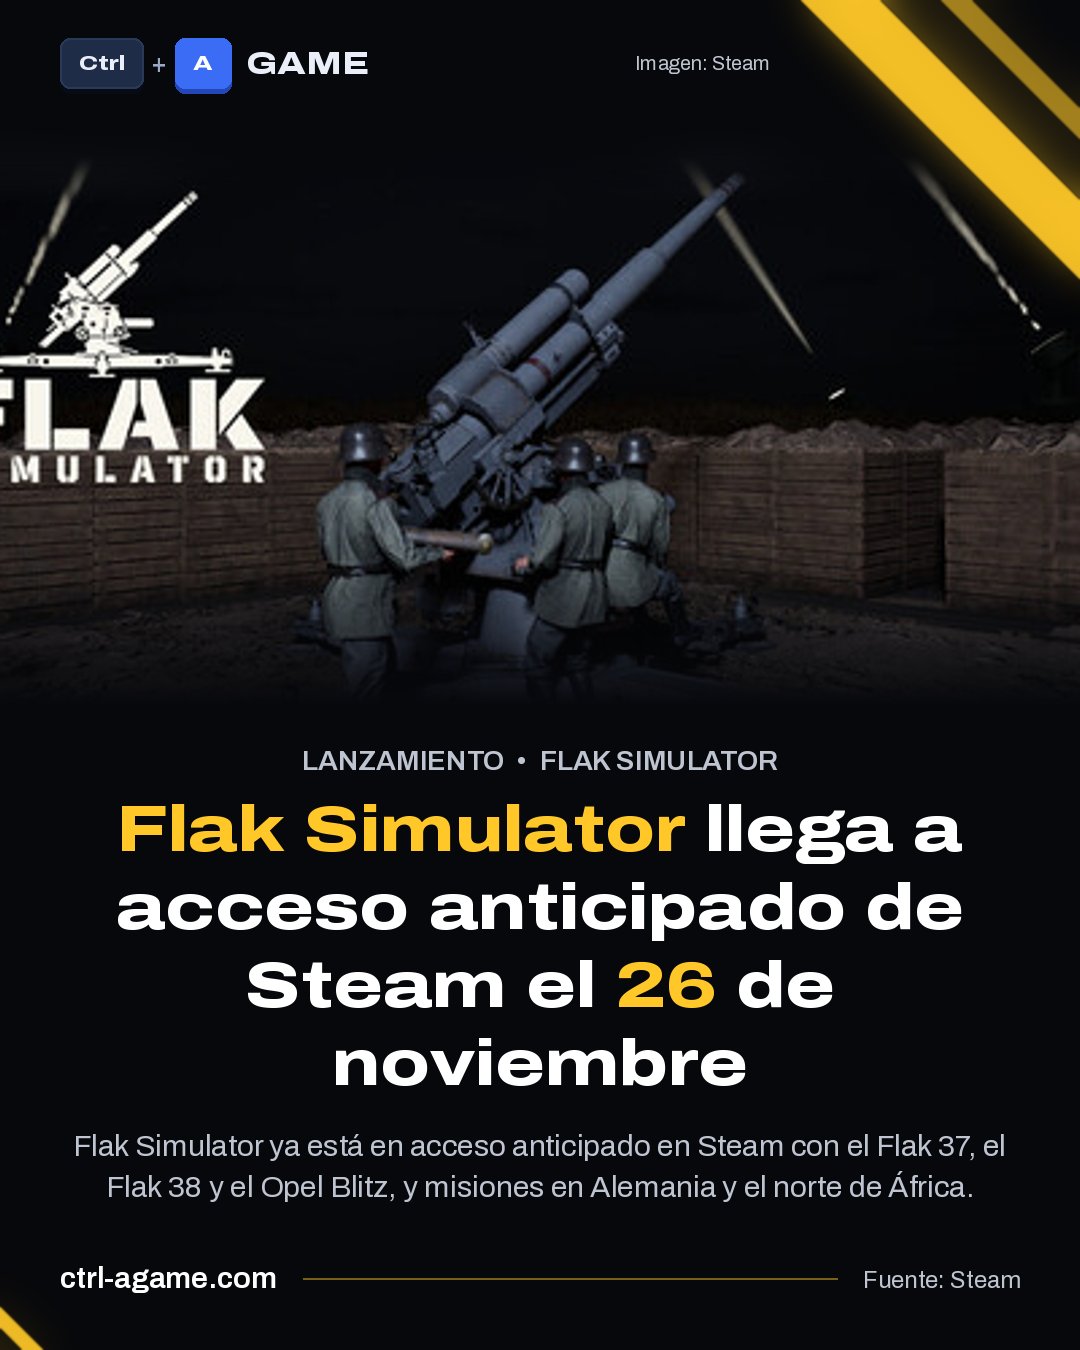 Ctrl + A GAME
Imagen: Steam
FLAK
MULATOR
LANZAMIENTO • FLAK SIMULATOR
Flak Simulator llega a
acceso anticipado de
Steam el 26 de
noviembre
Flak Simulator ya está en acceso anticipado en Steam con el Flak 37, el
Flak 38 y el Opel Blitz, y misiones en Alemania y el norte de África.
ctrl-agame.com
Fuente: Steam